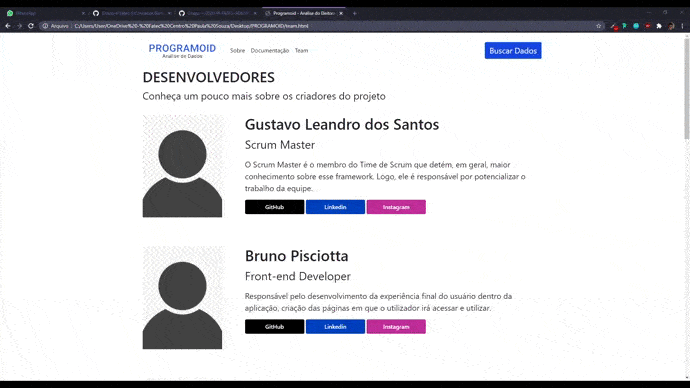 WhatsApp
Programoid - Análise do Eleitora
Arquivo
C:/Users/User/OneDrive%20-%20Fatec%20Centro%20Paula%20Souza/Desktop/PROGRAMOID/team.html
PROGRAMOID
Análise de Dados
Sobre
Documentação
Team
Buscar Dados
DESENVOLVEDORES
Conheça um pouco mais sobre os criadores do projeto
Gustavo Leandro dos Santos
Scrum Master
O Scrum Master é o membro do Time de Scrum que detém, em geral, maior
conhecimento sobre esse framework. Logo, ele é responsável por potencializar o
trabalho da equipe.
GitHub
Linkedin
Instagram
Bruno Pisciotta
Front-end Developer
Responsável pelo desenvolvimento da experiência final do usuário dentro da
aplicação, criação das páginas em que o utilizador irá acessar e utilizar.
GitHub
Linkedin
Instagram